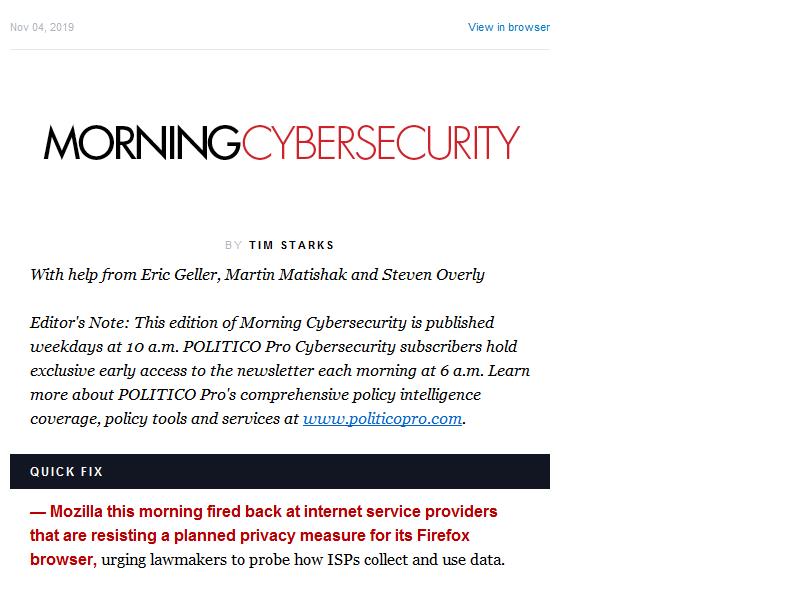 Nov 04, 2019 View in browser
MORNINGCYBERSECURITY
BY TIM STARKS
With help from Eric Geller, Martin Matishak and Steven Overly
Editor's Note: This edition of Morning Cybersecurity is published
weekdays at 10 a.m. POLITICO Pro Cybersecurity subscribers hold
exclusive early access to the newsletter each morning at 6 a.m. Learn
more about POLITICO Pro's comprehensive policy intelligence
coverage, policy tools and services at www.politicopro.com.
QUICK FIX
— Mozilla this morning fired back at internet service providers
that are resisting a planned privacy measure for its Firefox
browser, urging lawmakers to probe how ISPs collect and use data.